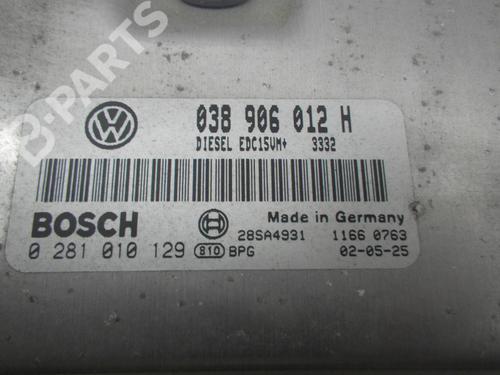 B-PARTS
038 906 012 H
DIESEL EDC15VM+ 3332
BOSCH
Made in Germany
0 281 010 129
810
BPG
28SA4931
1166 0763
02-05-25